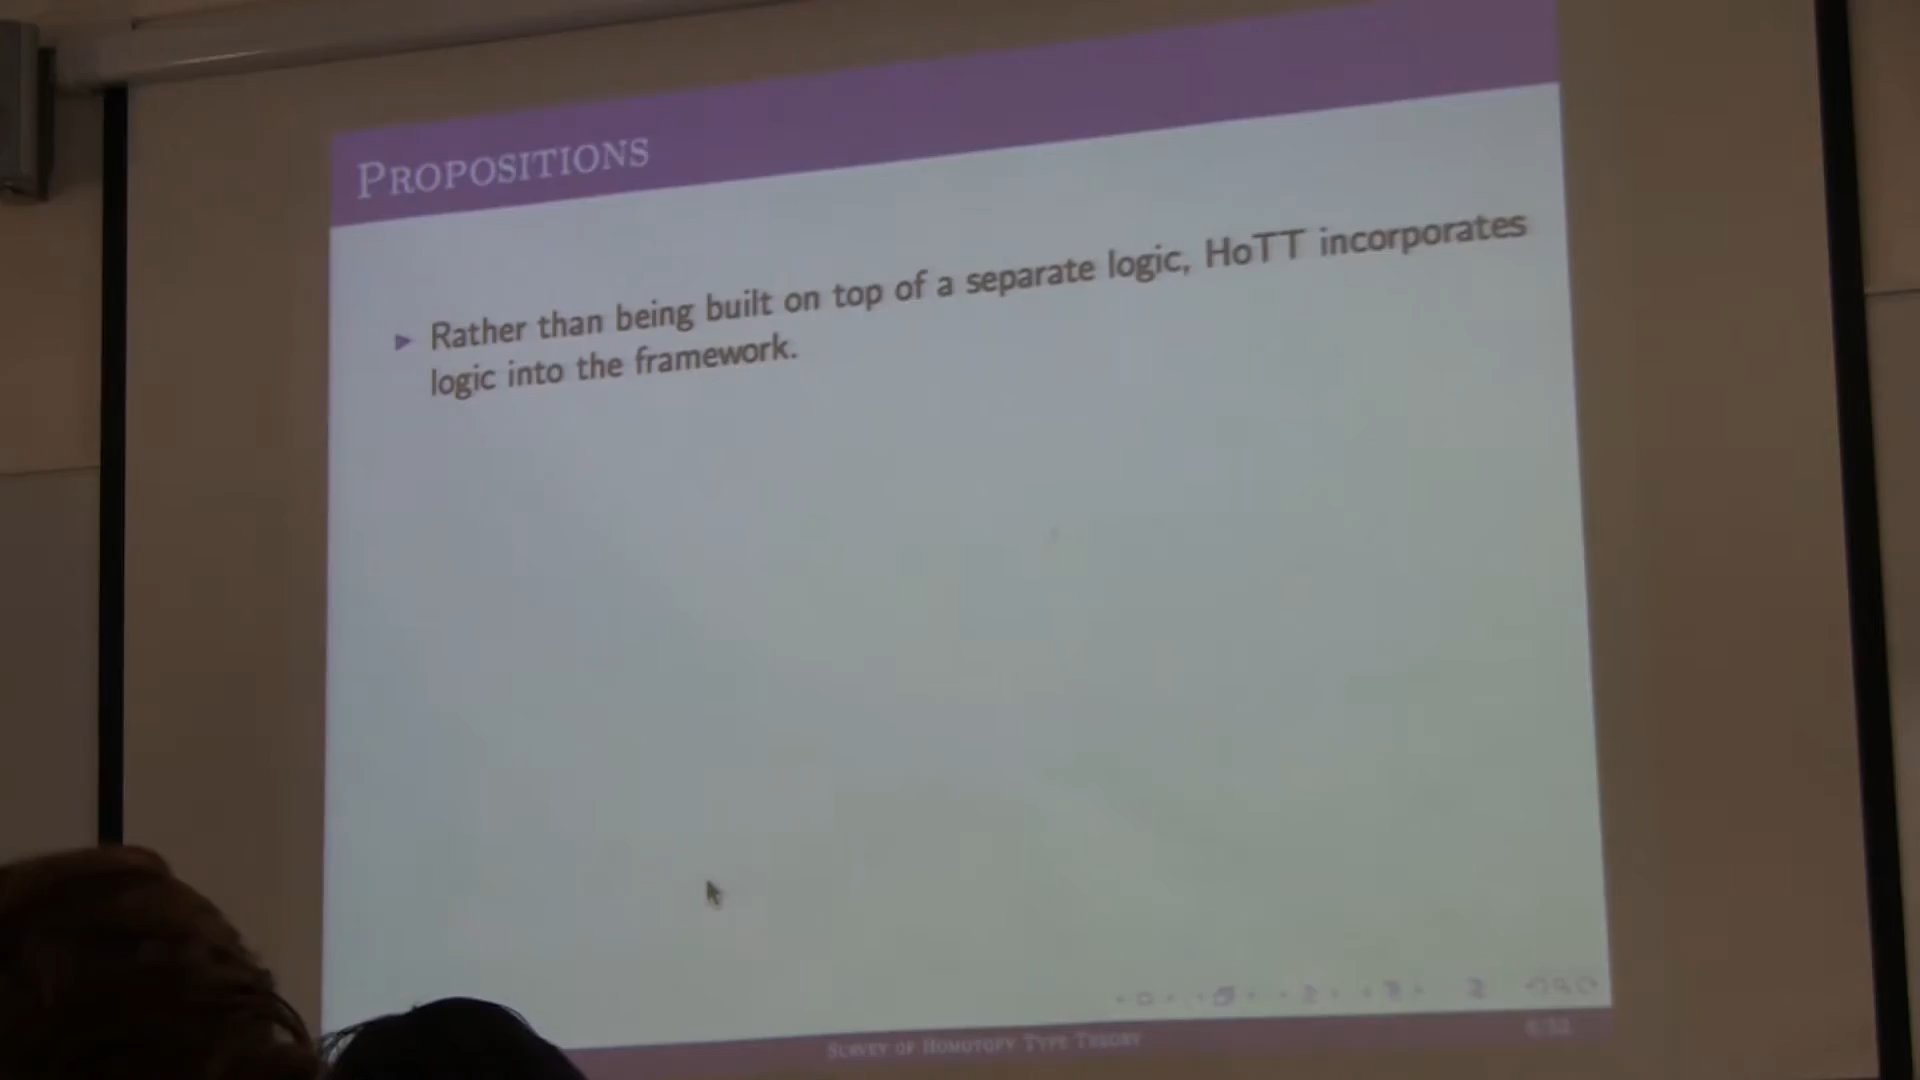 PROPOSITIONS
▶ Rather than being built on top of a separate logic, HoTT incorporates
logic into the framework.
SURVEY OF HOMOTOPY TYPE THEORY